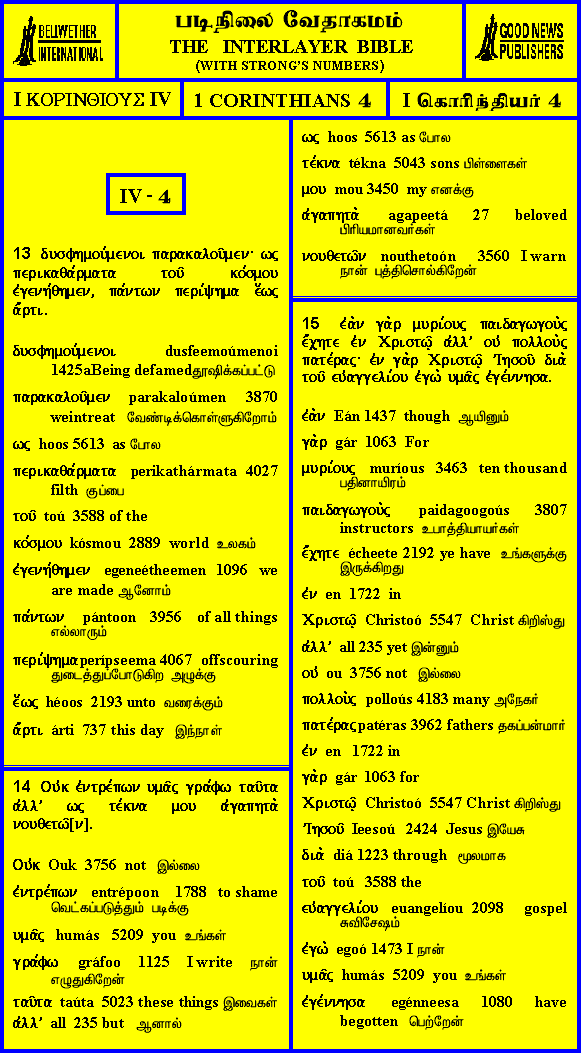 BELLWETHER
INTERNATIONAL
படிநிலை வேதாகமம்
THE INTERLAYER BIBLE
(WITH STRONG'S NUMBERS)
GOOD NEWS
PUBLISHERS
I ΚΟΡΙΝΘΙΟΥΣ IV
1 CORINTHIANS 4
I கொரிந்தியர் 4
IV - 4
13 δυσφημούμενοι παρακαλοῦμεν· ως
περικαθάρματα τοῦ κόσμου
ἐγενήθημεν, πάντων περίψημα ἕως
ἄρτι.
δυσφημούμενοι dusfeemoúmenoi
1425aBeing defamedதூஷிக்கப்பட்டு
παρακαλοῦμεν parakaloúmen 3870
weintreat வேண்டிக்கொள்ளுகிறோம்
ως hoos 5613 as போல
περικαθάρματα perikathármata 4027
filth குப்பை
τοῦ toú 3588 of the
κόσμου kósmou 2889 world உலகம்
ἐγενήθημεν egeneétheemen 1096 we
are made ஆனோம்
πάντων pántoon 3956 of all things
எல்லாரும்
περίψημα perípseema 4067 offscouring
துடைத்துப்போடுகிற அழுக்கு
ἕως héoos 2193 unto வரைக்கும்
ἄρτι árti 737 this day இந்நாள்
14 Οὐκ ἐντρέπων υμᾶς γράφω ταῦτα
ἀλλ' ως τέκνα μου ἀγαπητὰ
νουθετῶ[ν].
Οὐκ Ouk 3756 not இல்லை
ἐντρέπων entrépoon 1788 to shame
வெட்கப்படுத்தும் படிக்கு
υμᾶς humás 5209 you உங்கள்
γράφω gráfoo 1125 I write நான்
எழுதுகிறேன்
ταῦτα taúta 5023 these things இவைகள்
ἀλλ' all 235 but ஆனால்
ως hoos 5613 as போல
τέκνα tékna 5043 sons பிள்ளைகள்
μου mou 3450 my எனக்கு
ἀγαπητὰ agapeetá 27 beloved
பிரியமானவர்கள்
νουθετῶν nouthetoón 3560 I warn
நான் புத்திசொல்கிறேன்
15 ἐὰν γὰρ μυρίους παιδαγωγοὺς
ἔχητε ἐν Χριστῷ ἀλλ' οὐ πολλοὺς
πατέρας· ἐν γὰρ Χριστῷ Ἰησοῦ διὰ
τοῦ εὐαγγελίου ἐγὼ υμᾶς ἐγέννησα.
ἐὰν Eán 1437 though ஆயினும்
γὰρ gár 1063 For
μυρίους muríous 3463 ten thousand
பதினாயிரம்
παιδαγωγοὺς paidagoogoús 3807
instructors உபாத்தியாயர்கள்
ἔχητε écheete 2192 ye have உங்களுக்கு
இருக்கிறது
ἐν en 1722 in
Χριστῷ Christoó 5547 Christ கிறிஸ்து
ἀλλ' all 235 yet இன்னும்
οὐ ou 3756 not இல்லை
πολλοὺς polloús 4183 many அநேகர்
πατέρας patéras 3962 fathers தகப்பன்மார்
ἐν en 1722 in
γὰρ gár 1063 for
Χριστῷ Christoó 5547 Christ கிறிஸ்து
Ἰησοῦ Ieesoú 2424 Jesus இயேசு
διὰ diá 1223 through மூலமாக
τοῦ toú 3588 the
εὐαγγελίου euangelíou 2098 gospel
சுவிசேஷம்
ἐγὼ egoó 1473 I நான்
υμᾶς humás 5209 you உங்கள்
ἐγέννησα egénneesa 1080 have
begotten பெற்றேன்